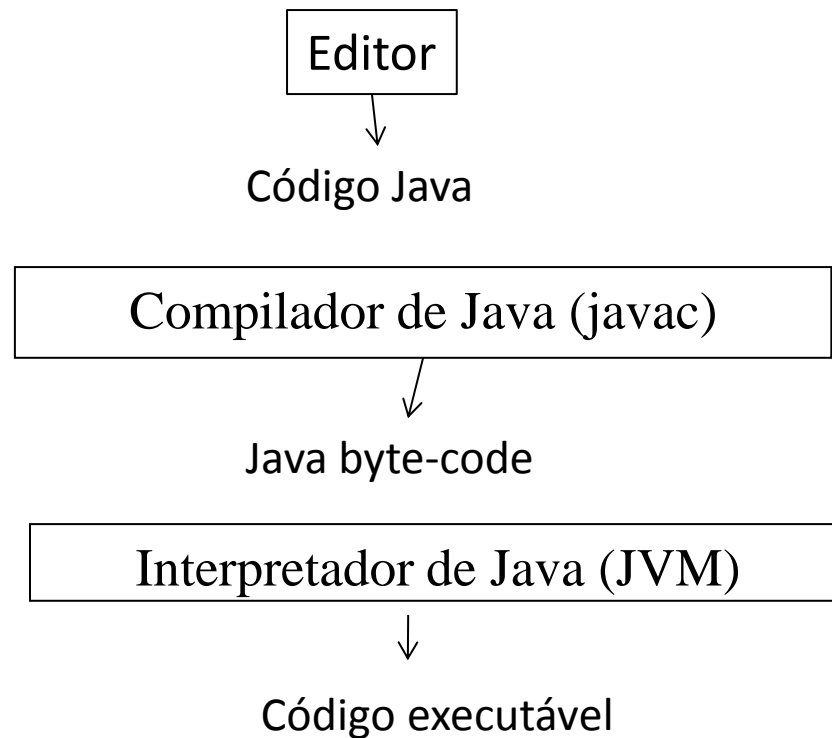 Editor
Código Java
Compilador de Java (javac)
Java byte-code
Interpretador de Java (JVM)
Código executável